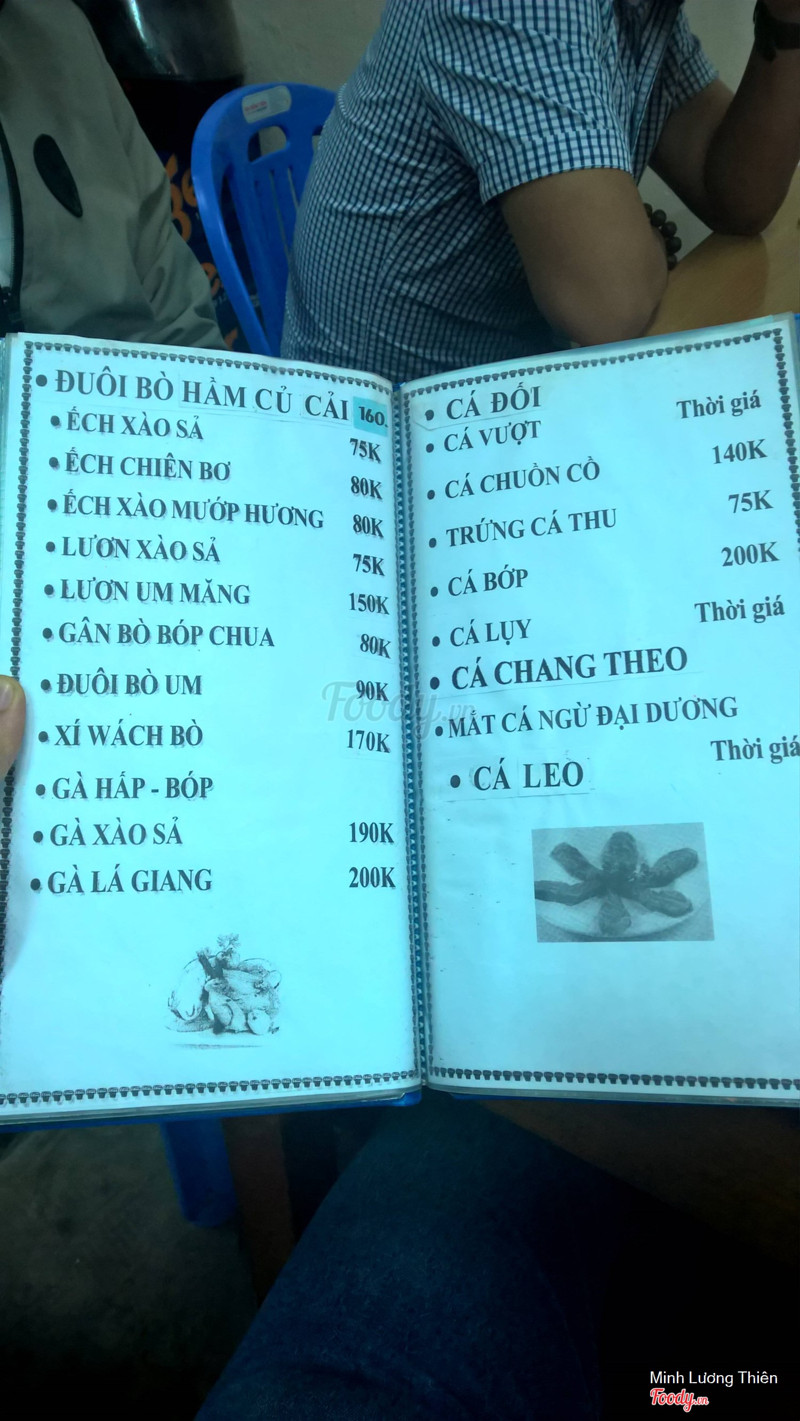 • ĐUÔI BÒ HẦM CỦ CẢI 160.
• ẾCH XÀO SẢ 75K
• ẾCH CHIÊN BƠ 80K
• ẾCH XÀO MƯỚP HƯƠNG 80K
• LƯƠN XÀO SẢ 75K
• LƯƠN UM MĂNG 150K
• GÂN BÒ BÓP CHUA 80K
• ĐUÔI BÒ UM 90K
• XÍ WÁCH BÒ 170K
• GÀ HẤP - BÓP
• GÀ XÀO SẢ 190K
• GÀ LÁ GIANG 200K
• CÁ ĐỐI
• CÁ VƯỢT Thời giá
• CÁ CHUỒN CỒ 140K
• TRỨNG CÁ THU 75K
• CÁ BỚP 200K
• CÁ LỤY Thời giá
• CÁ CHANG THEO
• MẮT CÁ NGỪ ĐẠI DƯƠNG
• CÁ LEO Thời giá
Foody.vn
Minh Lương Thiên
Foody.vn